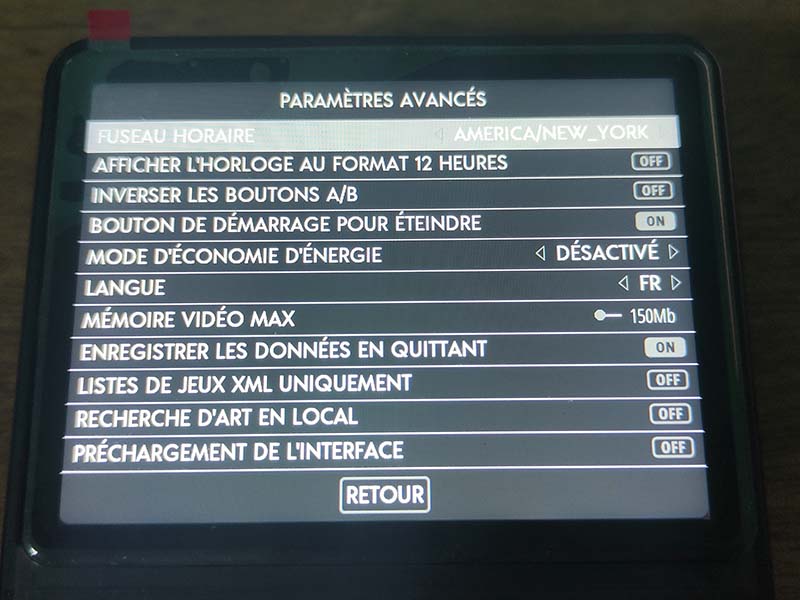 PARAMÈTRES AVANCÉS
FUSEAU HORAIRE AMERICA/NEW_YORK
AFFICHER L'HORLOGE AU FORMAT 12 HEURES OFF
INVERSER LES BOUTONS A/B OFF
BOUTON DE DÉMARRAGE POUR ÉTEINDRE ON
MODE D'ÉCONOMIE D'ÉNERGIE DÉSACTIVÉ
LANGUE FR
MÉMOIRE VIDÉO MAX 150Mb
ENREGISTRER LES DONNÉES EN QUITTANT ON
LISTES DE JEUX XML UNIQUEMENT OFF
RECHERCHE D'ART EN LOCAL OFF
PRÉCHARGEMENT DE L'INTERFACE OFF
RETOUR